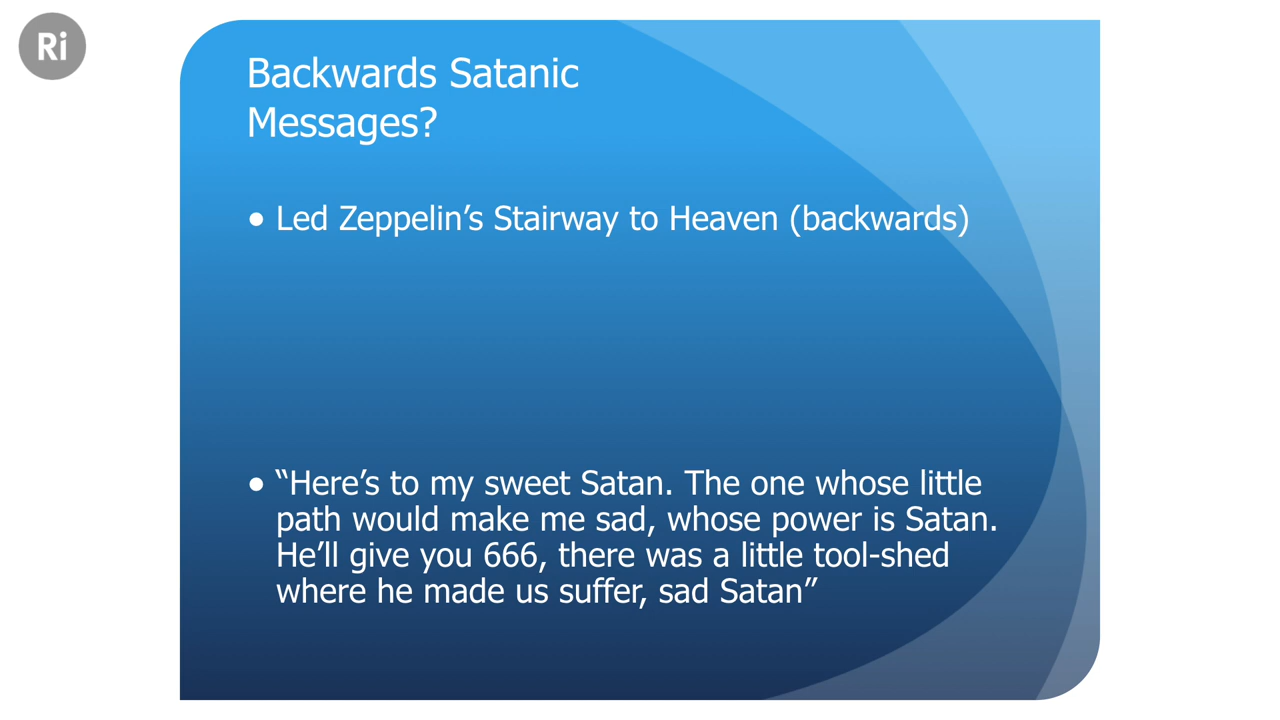 Ri
Backwards Satanic
Messages?
• Led Zeppelin’s Stairway to Heaven (backwards)
• “Here’s to my sweet Satan. The one whose little
path would make me sad, whose power is Satan.
He’ll give you 666, there was a little tool-shed
where he made us suffer, sad Satan”